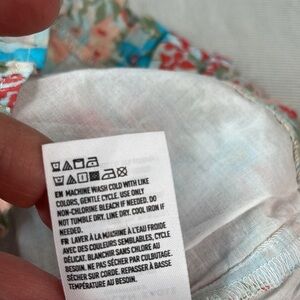 EN MACHINE WASH COLD WITH LIKE
COLORS, GENTLE CYCLE. USE ONLY
NON-CHLORINE BLEACH IF NEEDED. DO
NOT TUMBLE DRY. LINE DRY. COOL IRON IF
NEEDED.
FR LAVER À LA MACHINE À L'EAU FROIDE
AVEC DES COULEURS SEMBLABLES, CYCLE
DÉLICAT. BLANCHIR SANS CHLORE AU
BESOIN. NE PAS SÉCHER PAR CULBUTAGE.
SÉCHER SUR CORDE. REPASSER À BASSE
TEMPÉRATURE AU BESOIN.